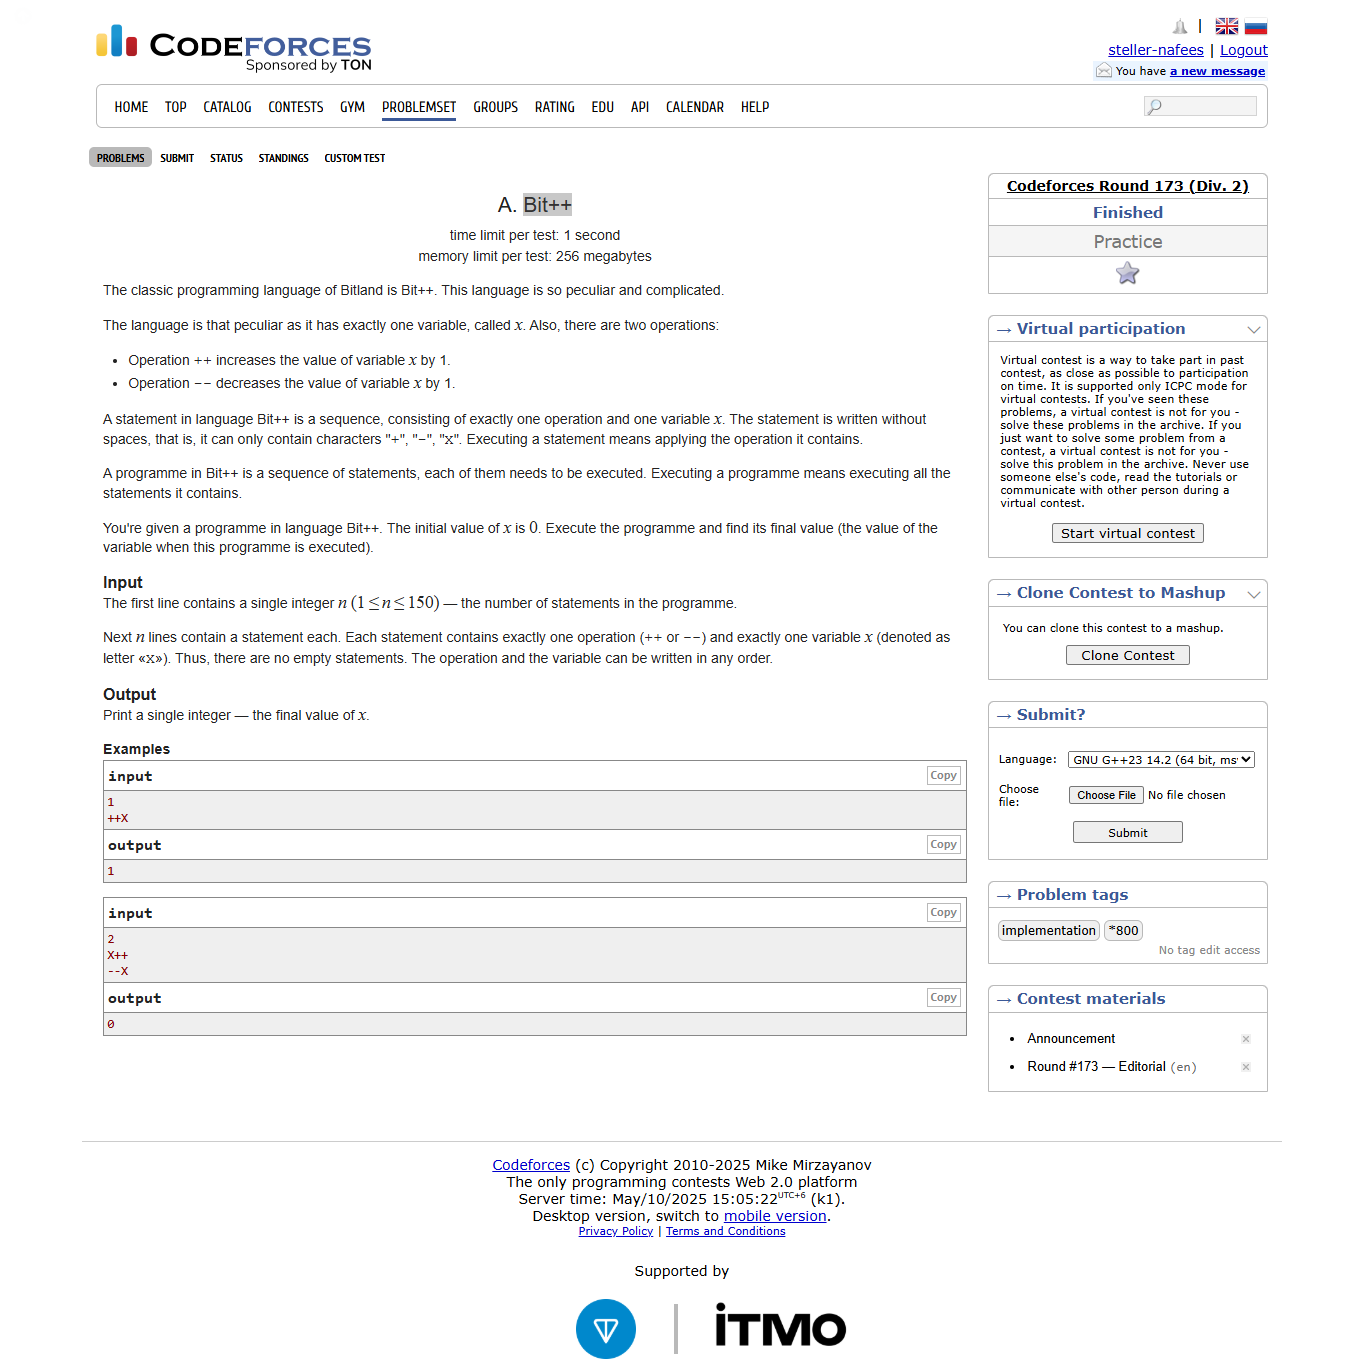 CODEFORCES
Sponsored by TON
|
steller-nafees | Logout
You have a new message
HOME TOP CATALOG CONTESTS GYM PROBLEMSET GROUPS RATING EDU API CALENDAR HELP
PROBLEMS SUBMIT STATUS STANDINGS CUSTOM TEST
A. Bit++
time limit per test: 1 second
memory limit per test: 256 megabytes
The classic programming language of Bitland is Bit++. This language is so peculiar and complicated.
The language is that peculiar as it has exactly one variable, called x. Also, there are two operations:
• Operation ++ increases the value of variable x by 1.
• Operation -- decreases the value of variable x by 1.
A statement in language Bit++ is a sequence, consisting of exactly one operation and one variable x. The statement is written without
spaces, that is, it can only contain characters "+", "-", "X". Executing a statement means applying the operation it contains.
A programme in Bit++ is a sequence of statements, each of them needs to be executed. Executing a programme means executing all the
statements it contains.
You're given a programme in language Bit++. The initial value of x is 0. Execute the programme and find its final value (the value of the
variable when this programme is executed).
Input
The first line contains a single integer n (1 ≤ n ≤ 150) — the number of statements in the programme.
Next n lines contain a statement each. Each statement contains exactly one operation (++ or --) and exactly one variable x (denoted as
letter «X»). Thus, there are no empty statements. The operation and the variable can be written in any order.
Output
Print a single integer — the final value of x.
Examples
input Copy
1
++X
output Copy
1
input Copy
2
X++
--X
output Copy
0
Codeforces Round 173 (Div. 2)
Finished
Practice
→ Virtual participation
Virtual contest is a way to take part in past
contest, as close as possible to participation
on time. It is supported only ICPC mode for
virtual contests. If you've seen these
problems, a virtual contest is not for you -
solve these problems in the archive. If you
just want to solve some problem from a
contest, a virtual contest is not for you -
solve this problem in the archive. Never use
someone else's code, read the tutorials or
communicate with other person during a
virtual contest.
Start virtual contest
→ Clone Contest to Mashup
You can clone this contest to a mashup.
Clone Contest
→ Submit?
Language: GNU G++23 14.2 (64 bit, ms
Choose
file: Choose File No file chosen
Submit
→ Problem tags
implementation *800
No tag edit access
→ Contest materials
• Announcement
• Round #173 — Editorial (en)
Codeforces (c) Copyright 2010-2025 Mike Mirzayanov
The only programming contests Web 2.0 platform
Server time: May/10/2025 15:05:22UTC+6 (k1).
Desktop version, switch to mobile version.
Privacy Policy | Terms and Conditions
Supported by
iTMO